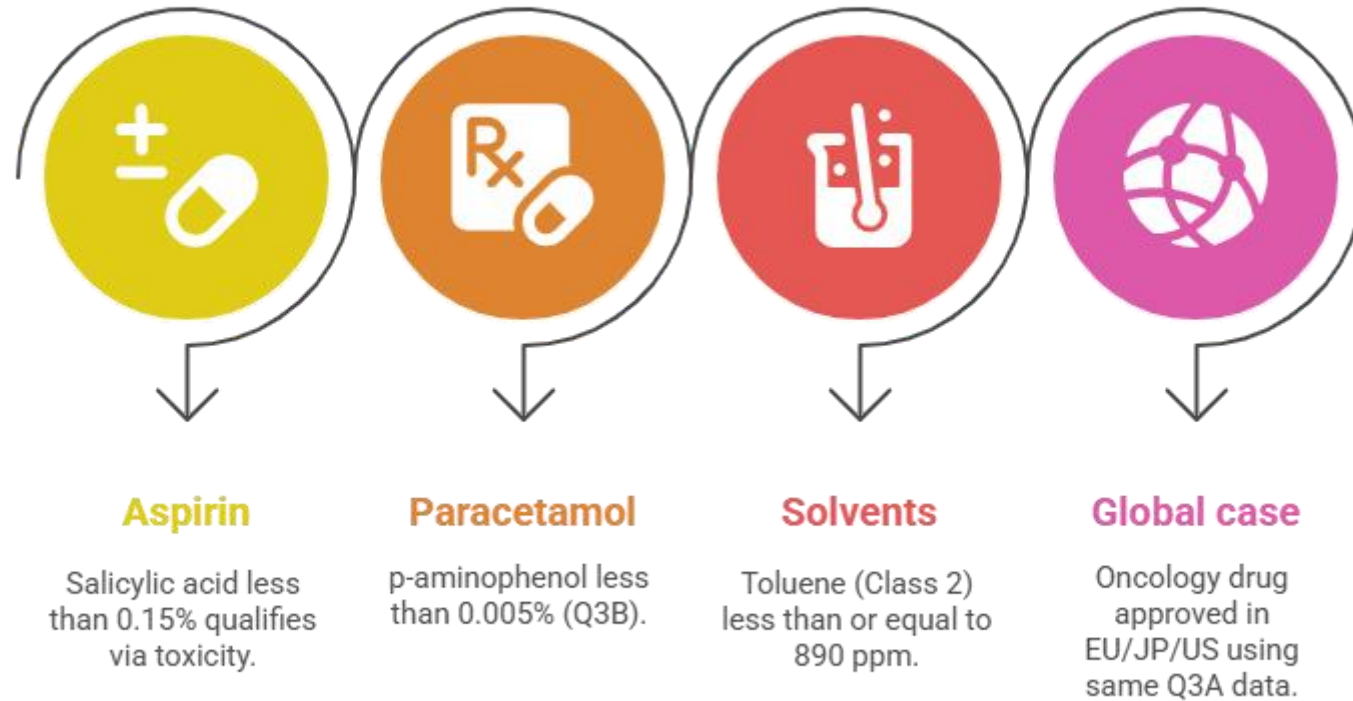 Rx
Aspirin
Salicylic acid less
than 0.15% qualifies
via toxicity.
Paracetamol
p-aminophenol less
than 0.005% (Q3B).
Solvents
Toluene (Class 2)
less than or equal to
890 ppm.
Global case
Oncology drug
approved in
EU/JP/US using
same Q3A data.